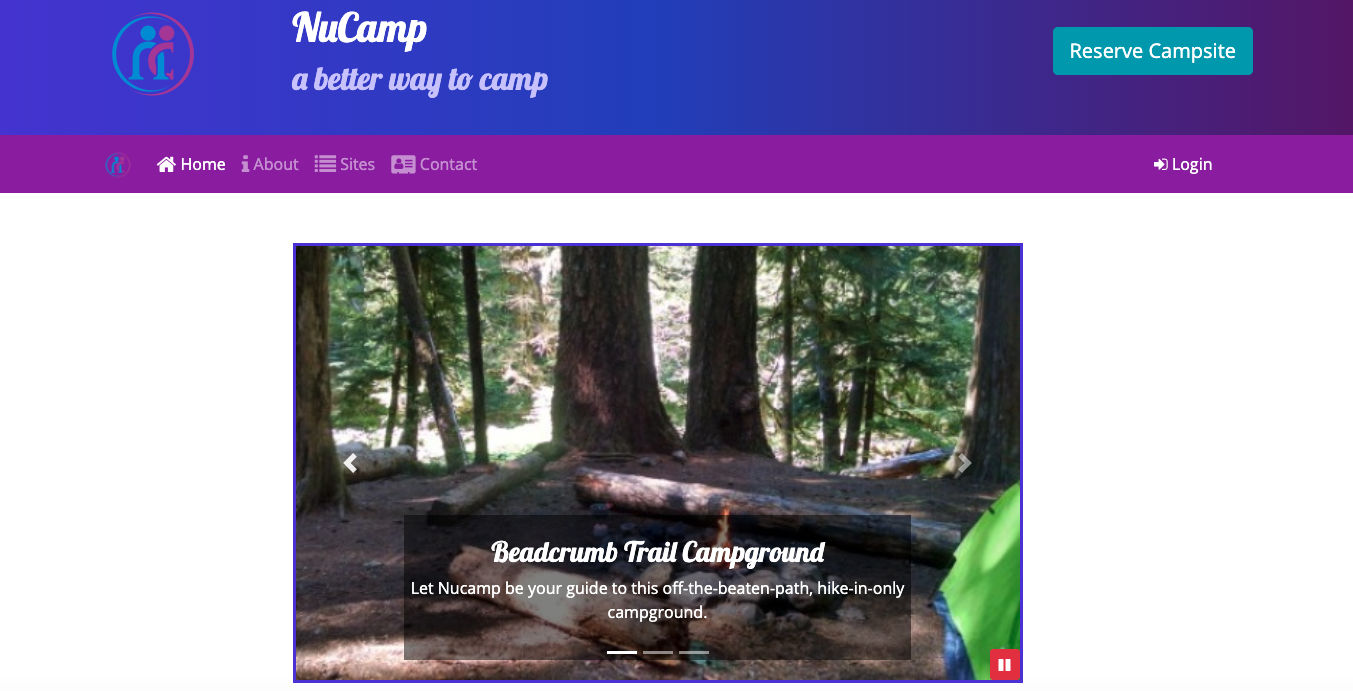 NuCamp
a better way to camp
Reserve Campsite
Home About Sites Contact Login
Beadcrumb Trail Campground
Let Nucamp be your guide to this off-the-beaten-path, hike-in-only
campground.